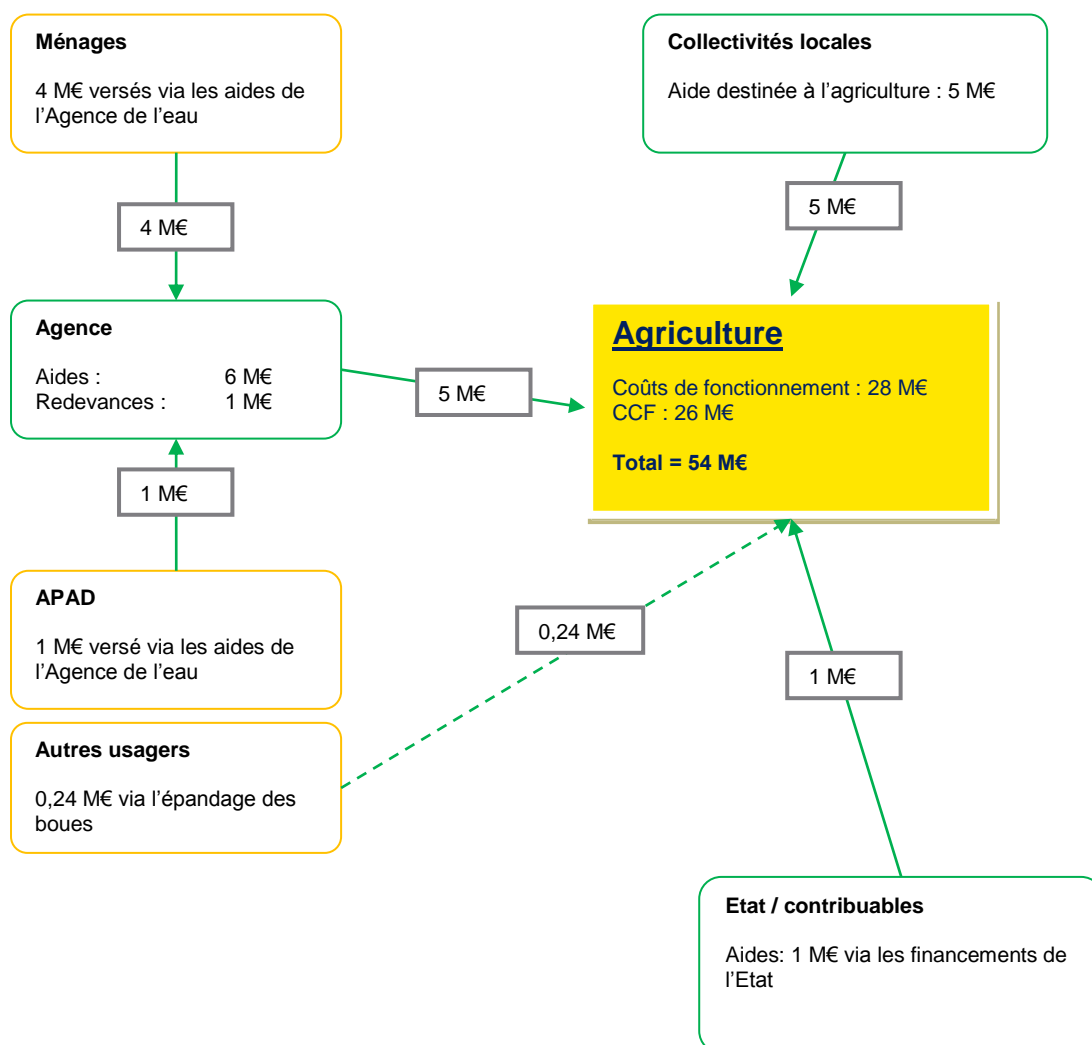 Ménages
4 M€ versés via les aides de
l’Agence de l’eau
Collectivités locales
Aide destinée à l’agriculture : 5 M€
4 M€
5 M€
Agence
Aides : 6 M€
Redevances : 1 M€
5 M€
Agriculture
Coûts de fonctionnement : 28 M€
CCF : 26 M€
Total = 54 M€
1 M€
APAD
1 M€ versé via les aides de
l’Agence de l’eau
0,24 M€
1 M€
Autres usagers
0,24 M€ via l’épandage des
boues
Etat / contribuables
Aides: 1 M€ via les financements de
l’Etat